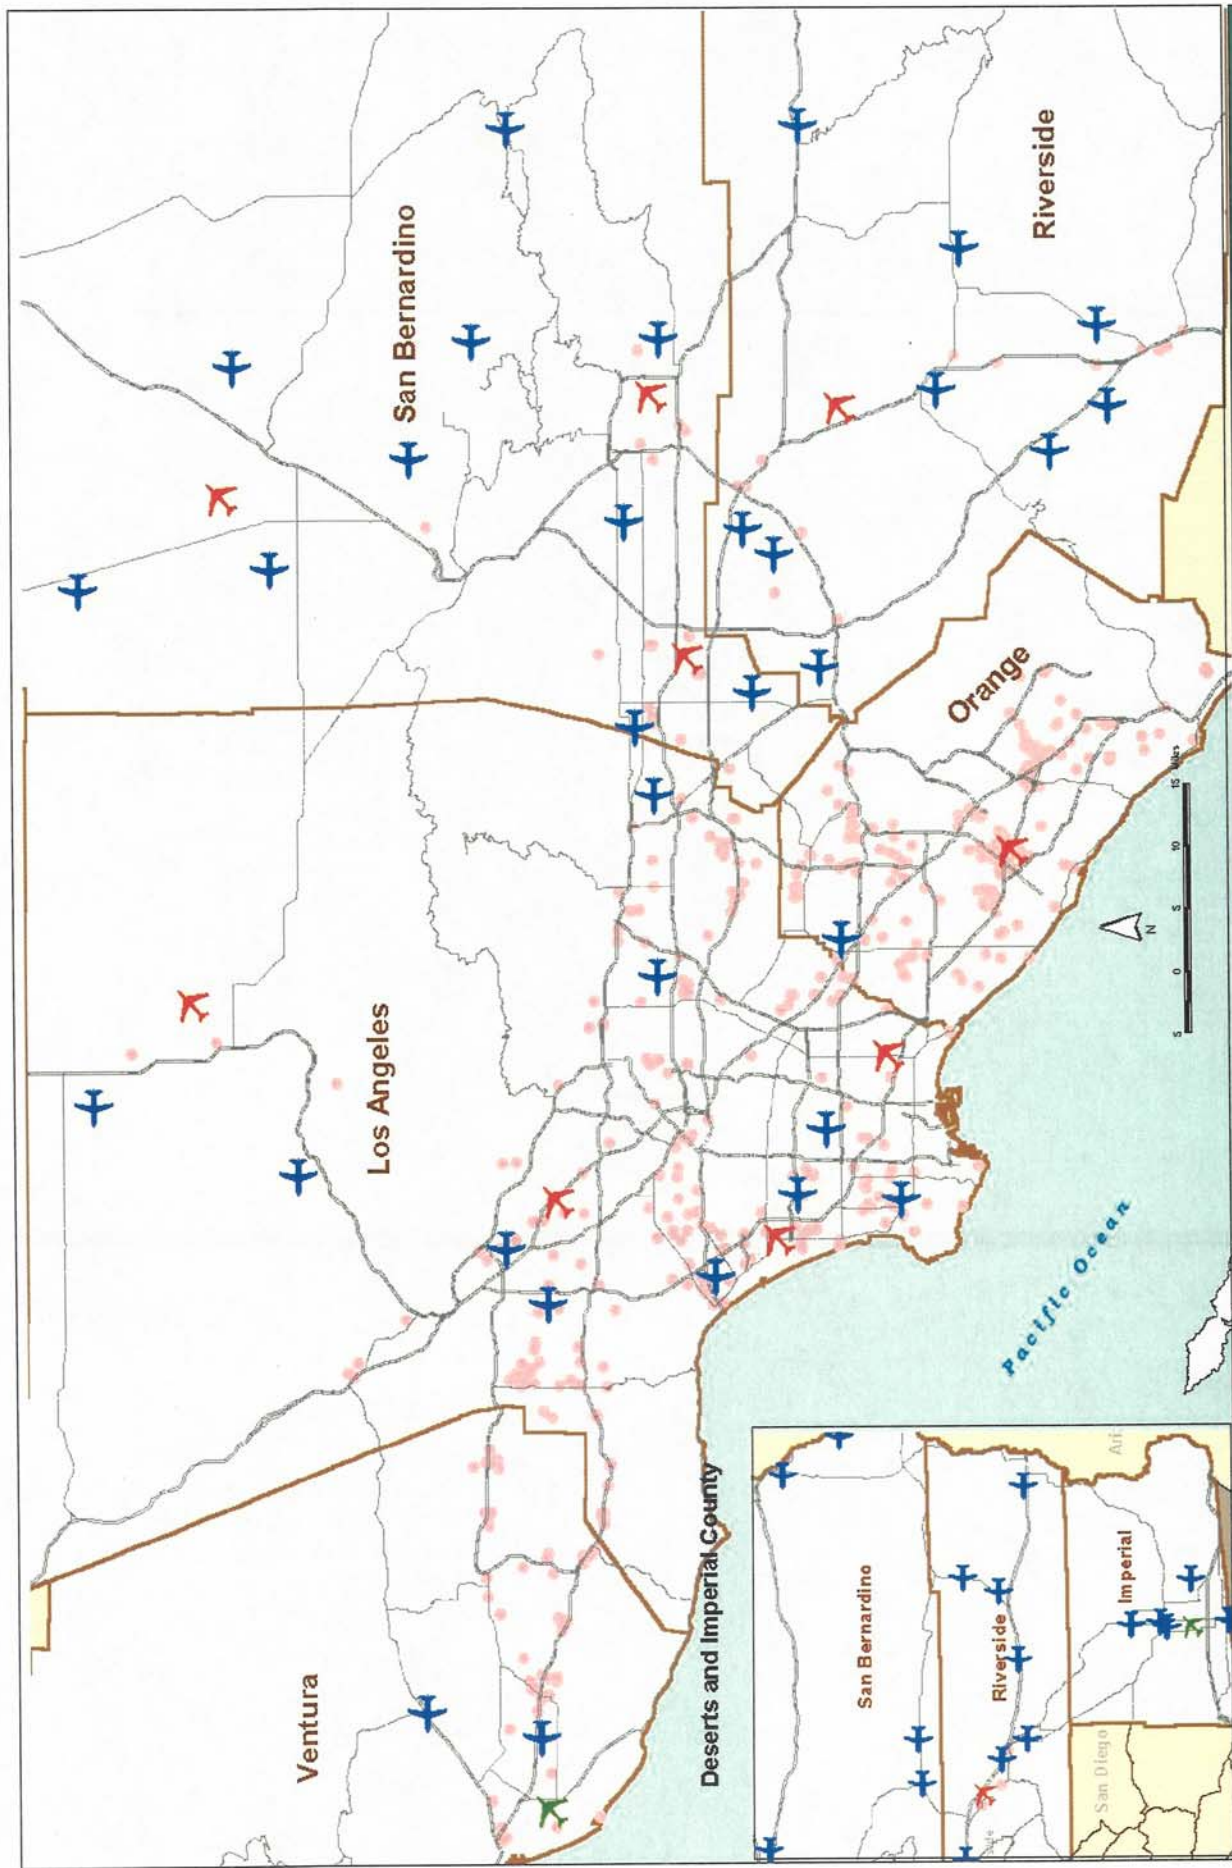 Ventura
Los Angeles
San Bernardino
Riverside
Orange
Pacific Ocean
N
5 0 5 10 15 Miles
Deserts and Imperial County
San Bernardino
Riverside
Imperial
San Diego
Ari